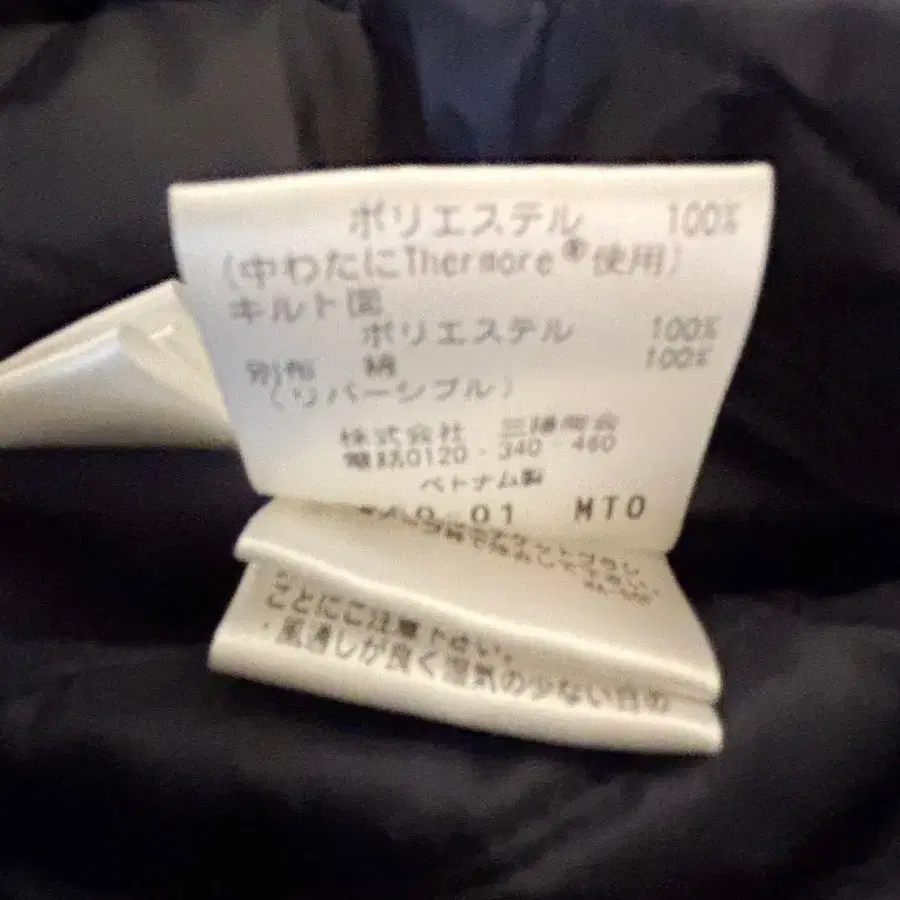 ポリエステル 100%
(中わたにThermore®使用)
キルト面
ポリエステル 100%
別布 綿 100%
(リバーシブル)
株式会社 三陽商会
電話0120-340-460
ベトナム製
-01 MTO
ことにご注意下さい。
・風通しが良く湿気の少ない